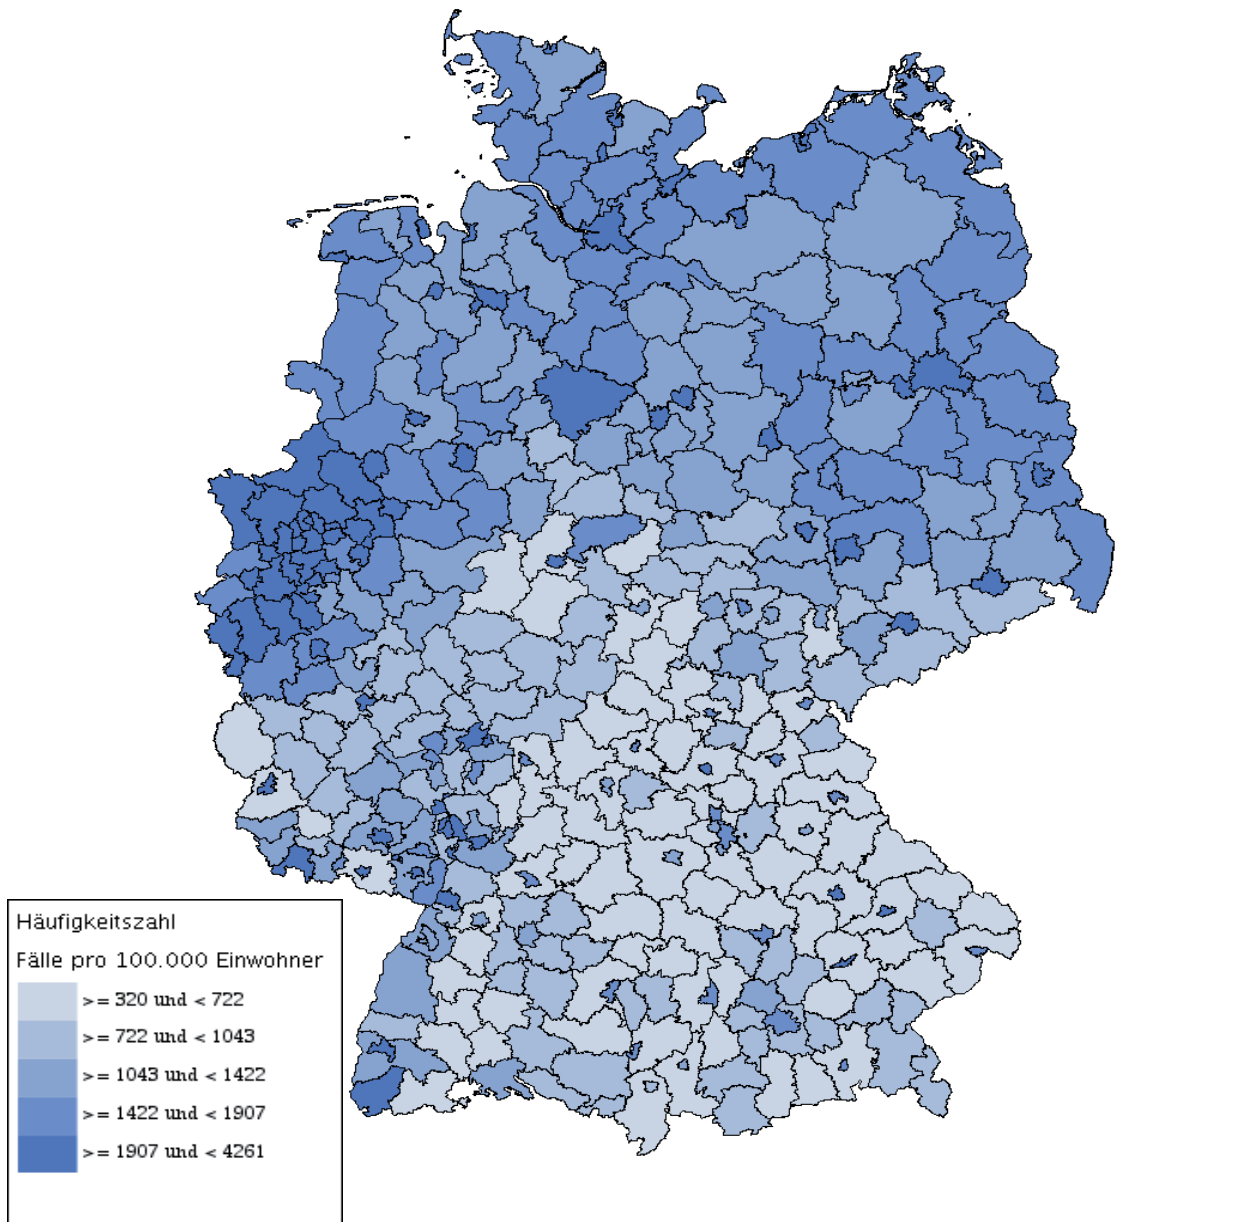 Häufigkeitszahl
Fälle pro 100.000 Einwohner
>= 320 und < 722
>= 722 und < 1043
>= 1043 und < 1422
>= 1422 und < 1907
>= 1907 und < 4261